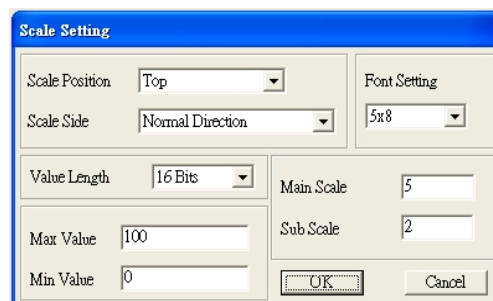 Scale Setting
Scale Position Top
Font Setting
Scale Side Normal Direction
5x8
Value Length 16 Bits
Main Scale 5
Max Value 100
Sub Scale 2
Min Value 0
OK Cancel